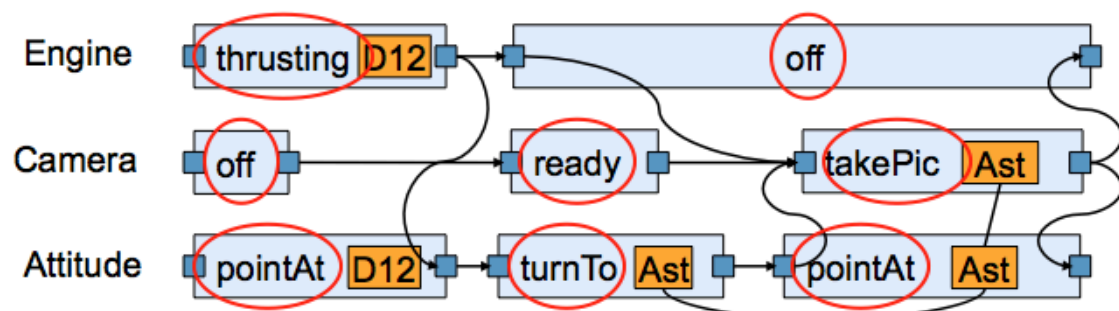 Engine thrusting D12 off
Camera off ready takePic Ast
Attitude pointAt D12 turnTo Ast pointAt Ast